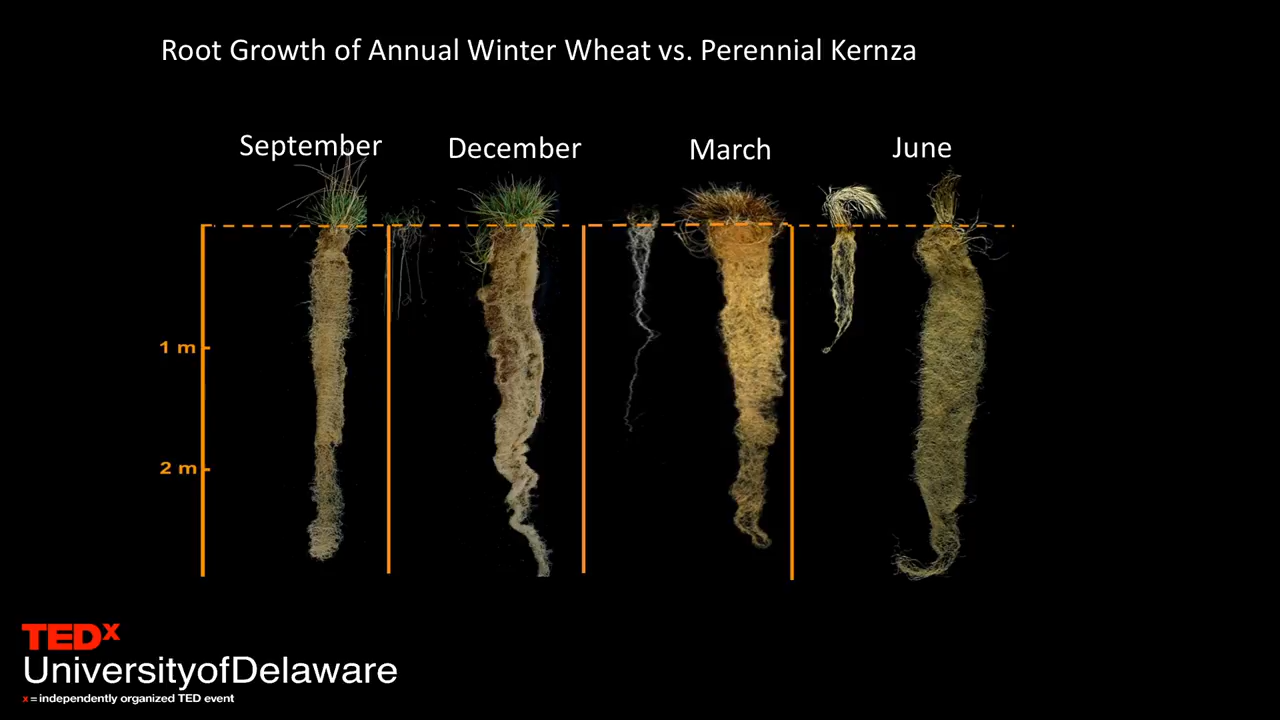 Root Growth of Annual Winter Wheat vs. Perennial Kernza
September December March June
1 m
2 m
TEDx
UniversityofDelaware
x = independently organized TED event